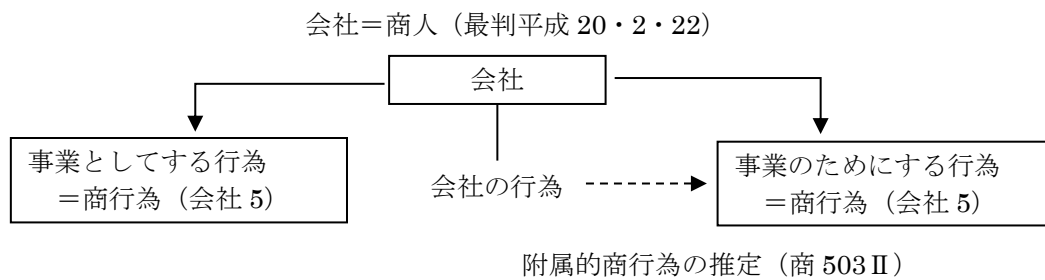 会社＝商人（最判平成 20・2・22）
会社
事業としてする行為
＝商行為（会社 5）
会社の行為
事業のためにする行為
＝商行為（会社 5）
附属的商行為の推定（商 503Ⅱ）